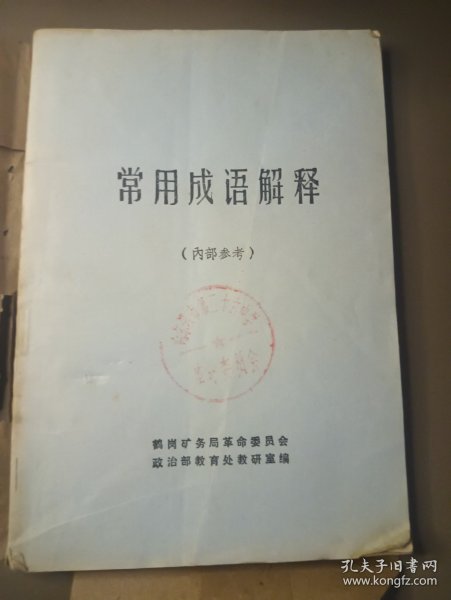 常用成语解释
(内部参考)
鹤岗矿务局革命委员会
政治部教育处教研室编
孔夫子旧书网
www.kongfz.com